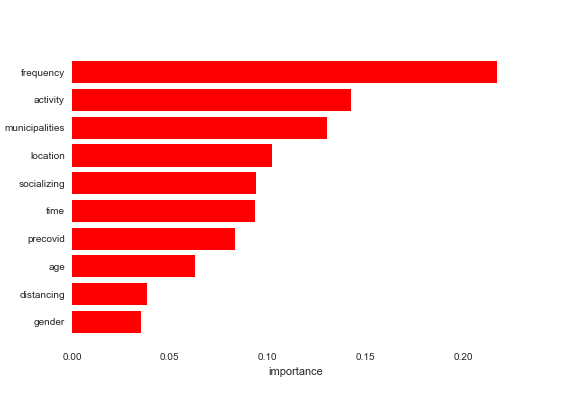 frequency
activity
municipalities
location
socializing
time
precovid
age
distancing
gender
0.00 0.05 0.10 0.15 0.20
importance